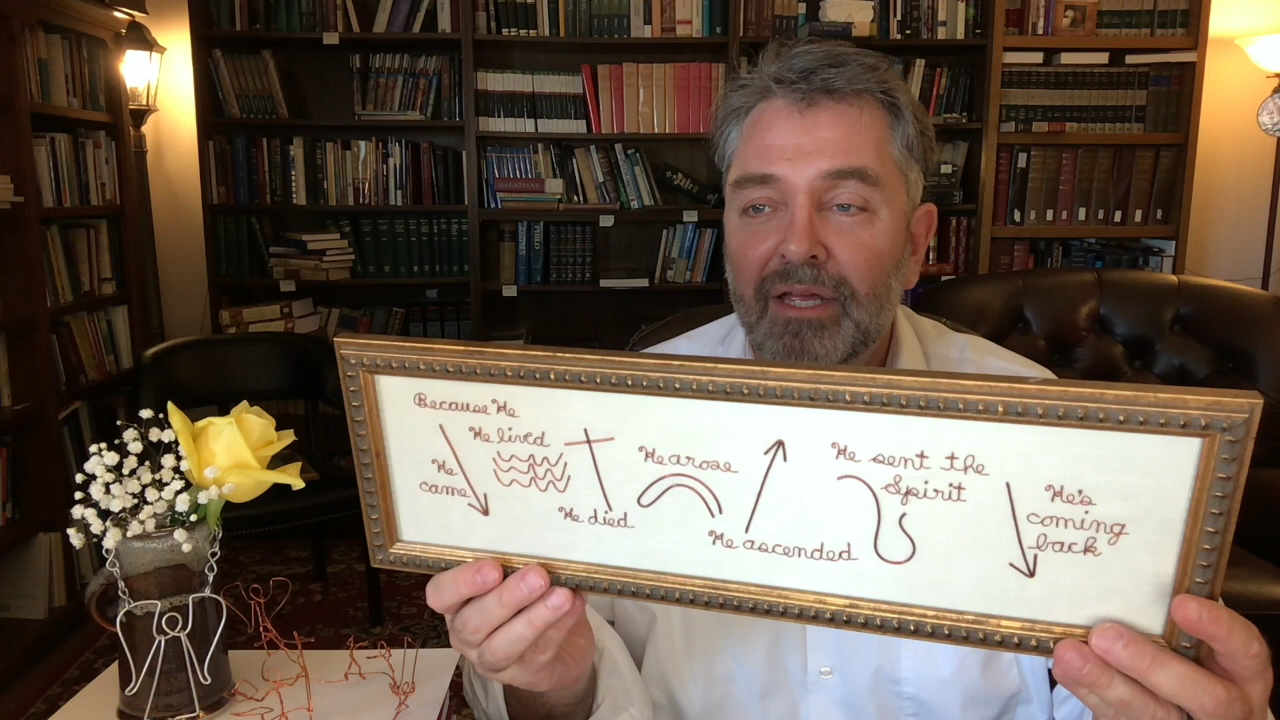 Because He
He lived
He
came
He died
He arose
He ascended
He sent the
Spirit
He's
coming
back
GALATIANS
PHILO